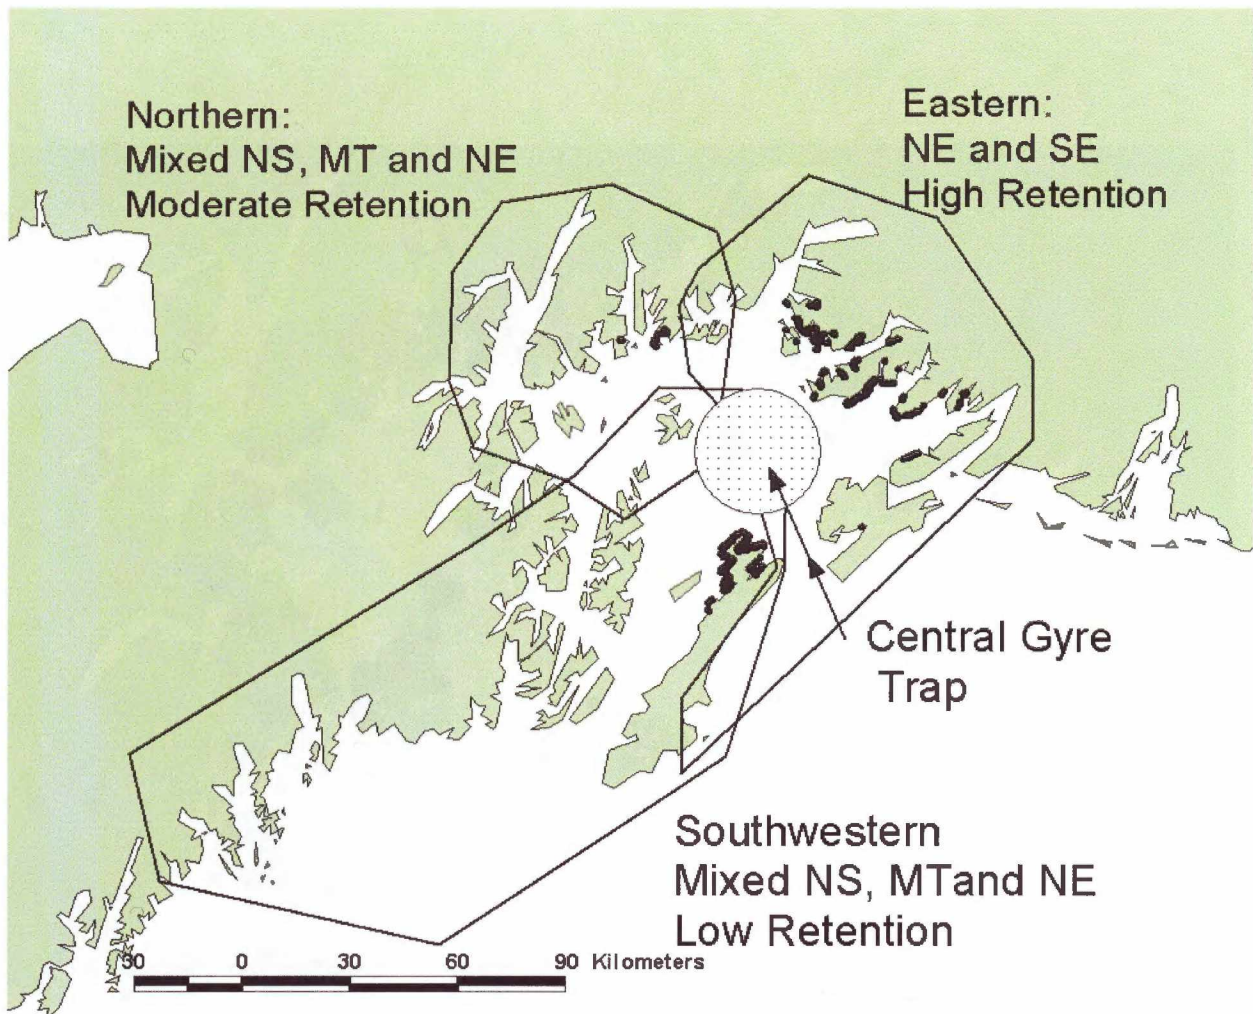 Northern:
Mixed NS, MT and NE
Moderate Retention
Eastern:
NE and SE
High Retention
Central Gyre
Trap
Southwestern
Mixed NS, MTand NE
Low Retention
30 0 30 60 90 Kilometers